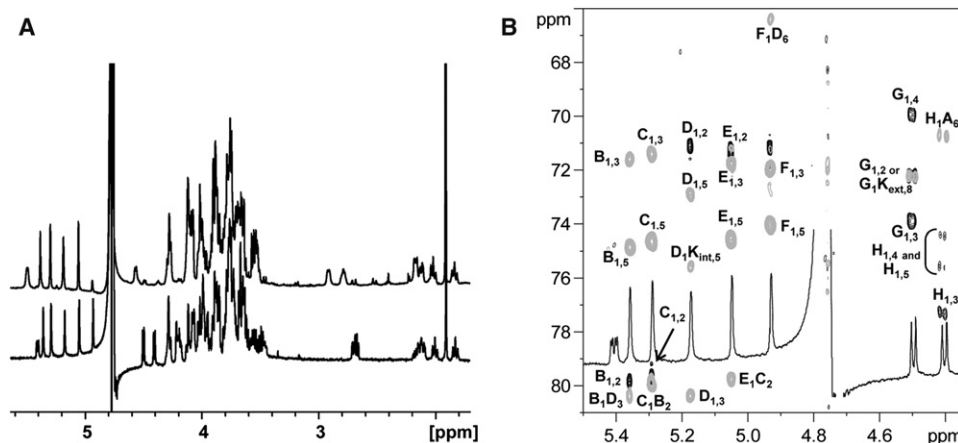 A
5 4 3 [ppm]
B
ppm
68
70
72
74
76
78
80
F₁D₆
G₁,₄
H₁A₆
D₁,₂ E₁,₂
C₁,₃
B₁,₃
E₁,₃ F₁,₃
G₁,₂ or
G₁Kₑₓₜ,₈
D₁,₅
G₁,₃
C₁.₅ E₁,₅ F₁,₅
B₁,₅
D₁Kᵢₙₜ,₅
H₁,₄ and
H₁,₅
C₁,₂
H₁,₃
B₁,₂
E₁C₂
B₁D₃ C₁B₂ D₁,₃
5.4 5.2 5.0 4.8 4.6 ppm